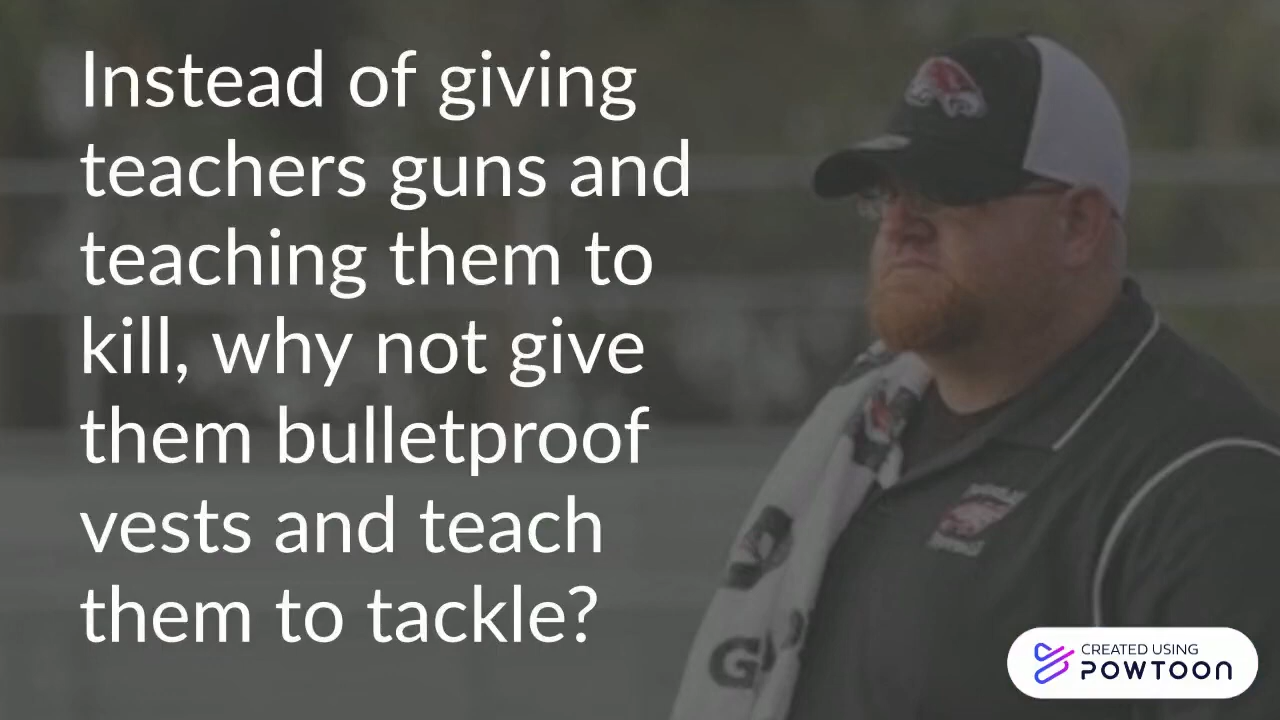 Instead of giving
teachers guns and
teaching them to
kill, why not give
them bulletproof
vests and teach
them to tackle?
G
CREATED USING
POWTOON